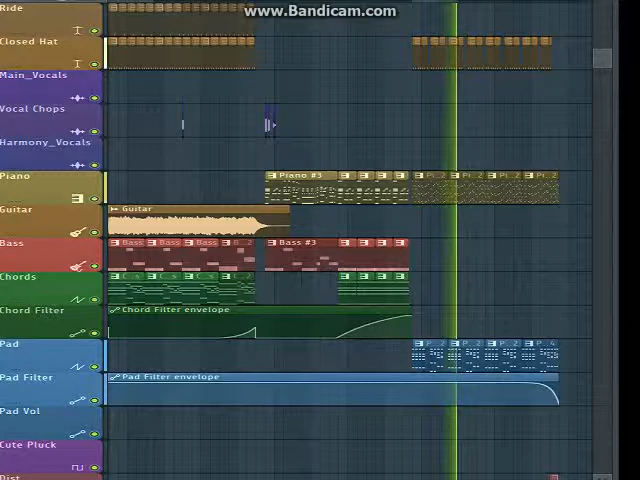 www.Bandicam.com
Ride
Closed Hat
Main_Vocals
Vocal Chops
Harmony_Vocals
Piano
Piano #3
Guitar
Guitar
Bass
Bass Bass Bass
Bass #3
Chords
Chord Filter
Chord Filter envelope
Pad
Pad Filter
Pad Filter envelope
Pad Vol
Cute Pluck
Dist